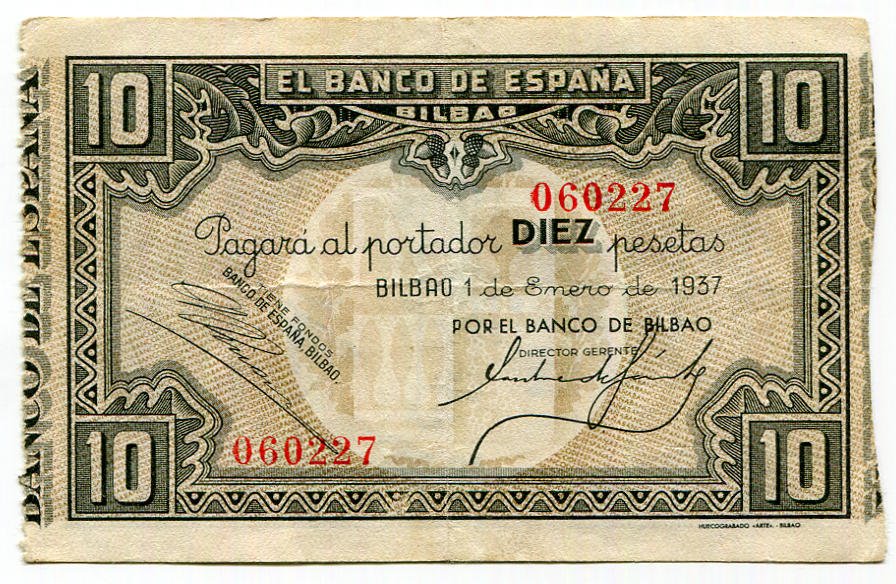 10 EL BANCO DE ESPAÑA 10
BILBAO
060227
Pagará al portador DIEZ pesetas
BILBAO 1 de Enero de 1937
TIENE FONDOS
BANCO DE ESPAÑA, BILBAO.
POR EL BANCO DE BILBAO
DIRECTOR GERENTE,
060227
10 10
HUECOGRABADO «ARTE». - BILBAO
BANCO DE ESPAÑA